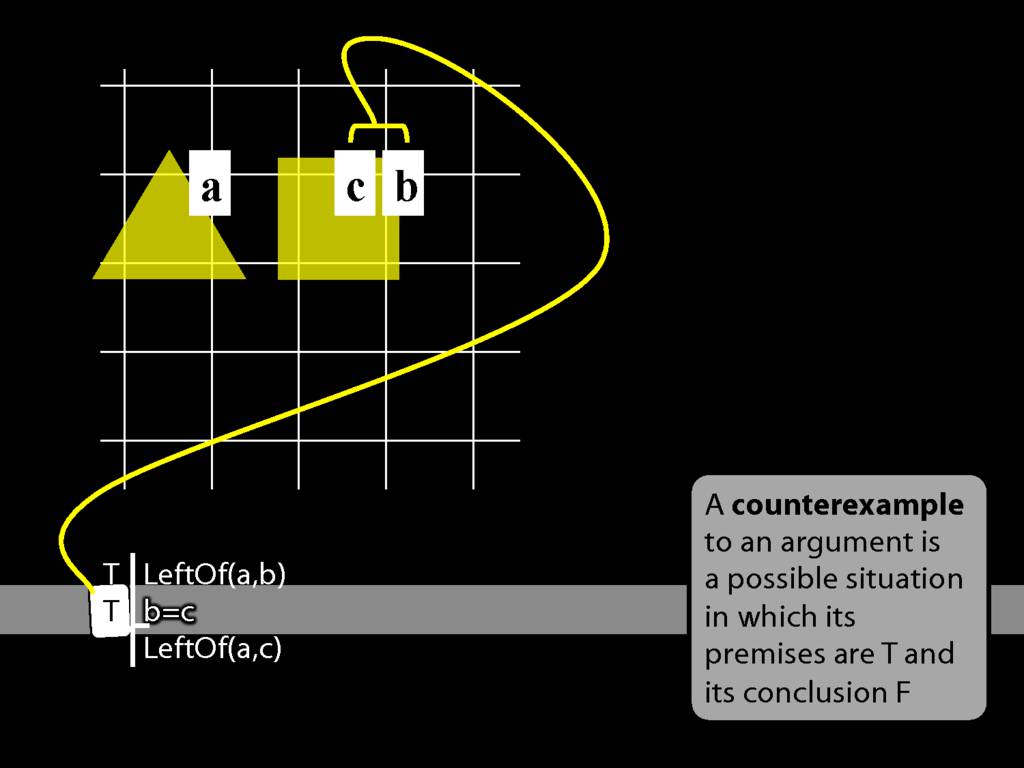 a c b
T LeftOf(a,b)
T b=c
LeftOf(a,c)
A counterexample
to an argument is
a possible situation
in which its
premises are T and
its conclusion F